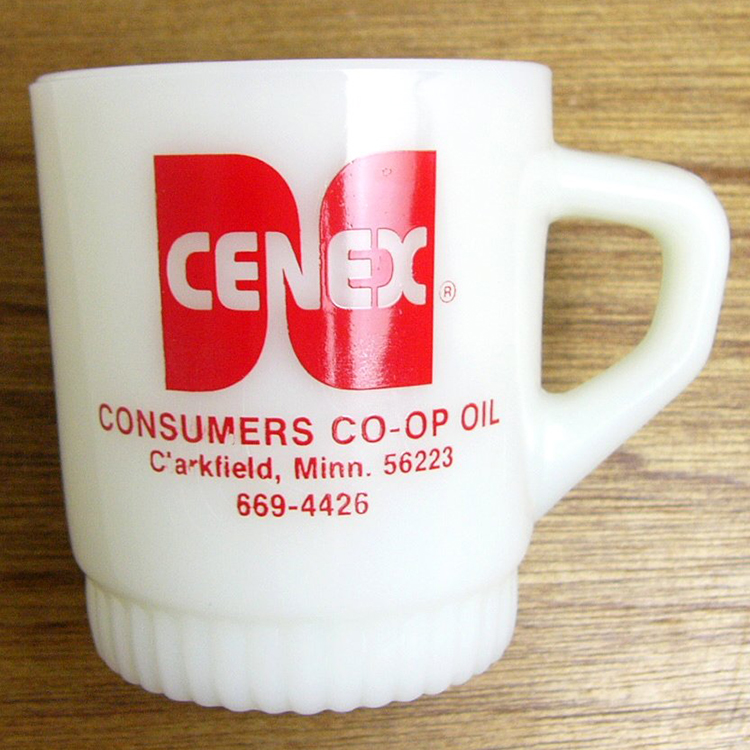 CENEX ®
CONSUMERS CO-OP OIL
Clarkfield, Minn. 56223
669-4426